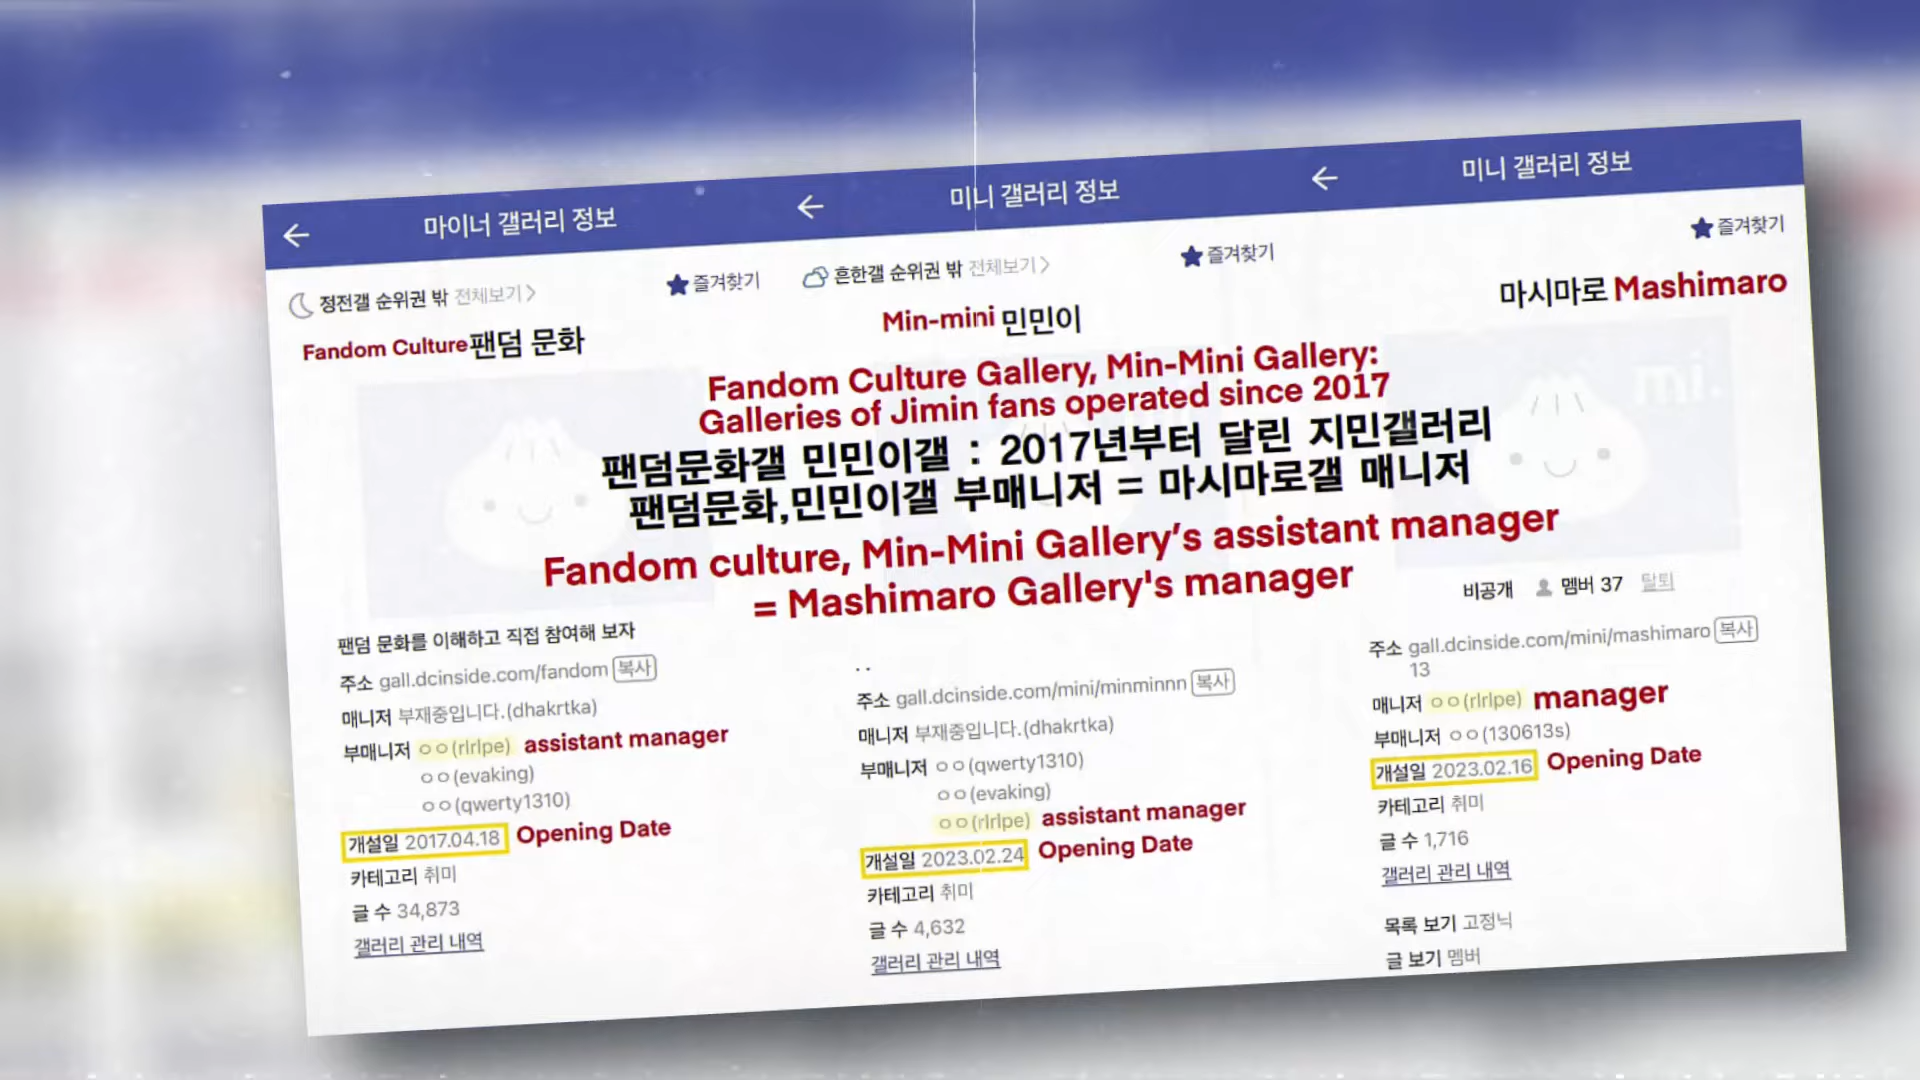 마이너 갤러리 정보
정전갤 순위권 밖 전체보기
즐겨찾기
Fandom Culture 팬덤 문화
미니 갤러리 정보
흔한갤 순위권 밖 전체보기
즐겨찾기
Min-mini 민민이
미니 갤러리 정보
즐겨찾기
마시마로 Mashimaro
mi.
Fandom Culture Gallery, Min-Mini Gallery:
Galleries of Jimin fans operated since 2017
팬덤문화갤 민민이갤 : 2017년부터 달린 지민갤러리
팬덤문화,민민이갤 부매니저 = 마시마로갤 매니저
Fandom culture, Min-Mini Gallery’s assistant manager
= Mashimaro Gallery's manager
팬덤 문화를 이해하고 직접 참여해 보자
주소 gall.dcinside.com/fandom 복사
매니저 부재중입니다.(dhakrtka)
부매니저 ㅇㅇ(rlrlpe) assistant manager
ㅇㅇ(evaking)
ㅇㅇ(qwerty1310)
개설일 2017.04.18 Opening Date
카테고리 취미
글 수 34,873
갤러리 관리 내역
..
주소 gall.dcinside.com/mini/minminnn 복사
매니저 부재중입니다.(dhakrtka)
부매니저 ㅇㅇ(qwerty1310)
ㅇㅇ(evaking)
ㅇㅇ(rlrlpe) assistant manager
개설일 2023.02.24 Opening Date
카테고리 취미
글 수 4,632
갤러리 관리 내역
비공개 멤버 37 탈퇴
주소 gall.dcinside.com/mini/mashimaro 복사
13
매니저 ㅇㅇ(rlrlpe) manager
부매니저 ㅇㅇ(130613s)
개설일 2023.02.16 Opening Date
카테고리 취미
글 수 1,716
갤러리 관리 내역
목록 보기 고정닉
글 보기 멤버